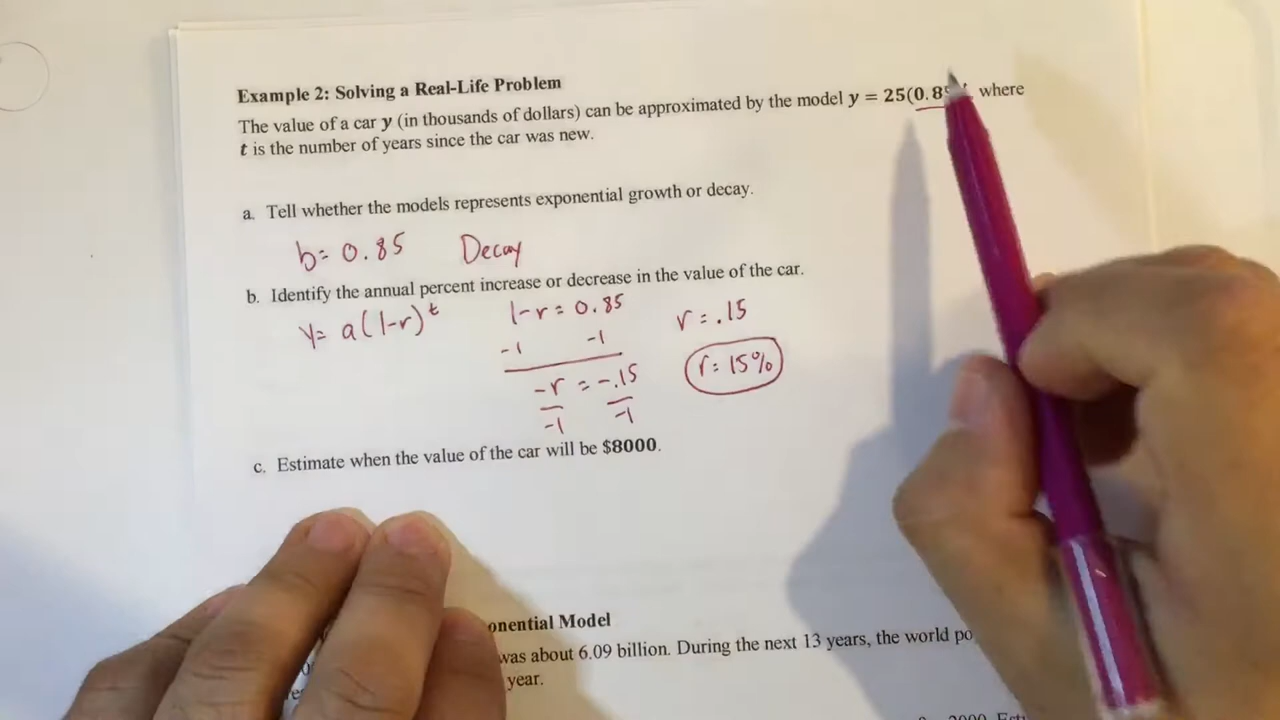 Example 2: Solving a Real-Life Problem
The value of a car y (in thousands of dollars) can be approximated by the model y = 25(0.85 t, where
t is the number of years since the car was new.
a. Tell whether the models represents exponential growth or decay.
b = 0.85 Decay
b. Identify the annual percent increase or decrease in the value of the car.
y = a(1-r)^t 1-r = 0.85 r = .15
-1 -1
-r = -.15 r = 15%
-1 -1
c. Estimate when the value of the car will be $8000.
onential Model
was about 6.09 billion. During the next 13 years, the world po
year.